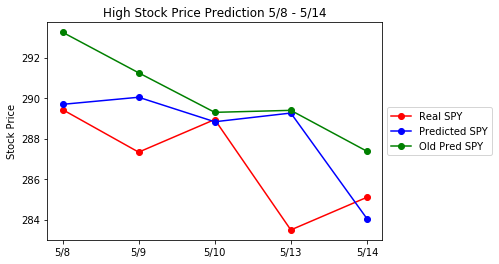 High Stock Price Prediction 5/8 - 5/14
Stock Price
292
290
288
286
284
5/8
5/9
5/10
5/13
5/14
Real SPY
Predicted SPY
Old Pred SPY